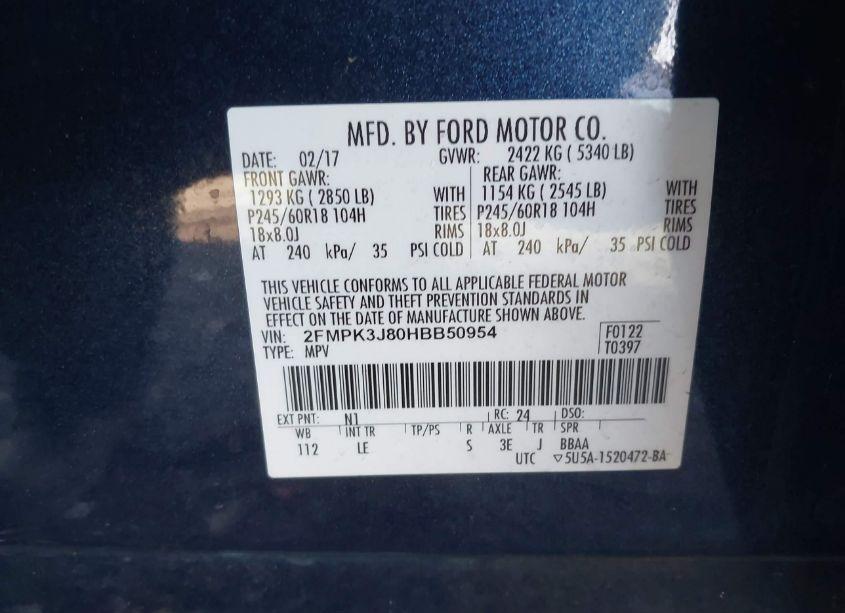 MFD. BY FORD MOTOR CO.
DATE: 02/17 GVWR: 2422 KG ( 5340 LB)
FRONT GAWR: REAR GAWR:
1293 KG ( 2850 LB) WITH 1154 KG ( 2545 LB) WITH
P245/60R18 104H TIRES P245/60R18 104H TIRES
18x8.0J RIMS 18x8.0J RIMS
AT 240 kPa/ 35 PSI COLD AT 240 kPa/ 35 PSI COLD
THIS VEHICLE CONFORMS TO ALL APPLICABLE FEDERAL MOTOR
VEHICLE SAFETY AND THEFT PREVENTION STANDARDS IN
EFFECT ON THE DATE OF MANUFACTURE SHOWN ABOVE.
VIN: 2FMPK3J80HBB50954 F0122
TYPE: MPV T0397
EXT PNT: N1 RC: 24 DSO:
WB INT TR TP/PS R AXLE TR SPR
112 LE S 3E J BBAA
UTC ▽5U5A-1520472-BA